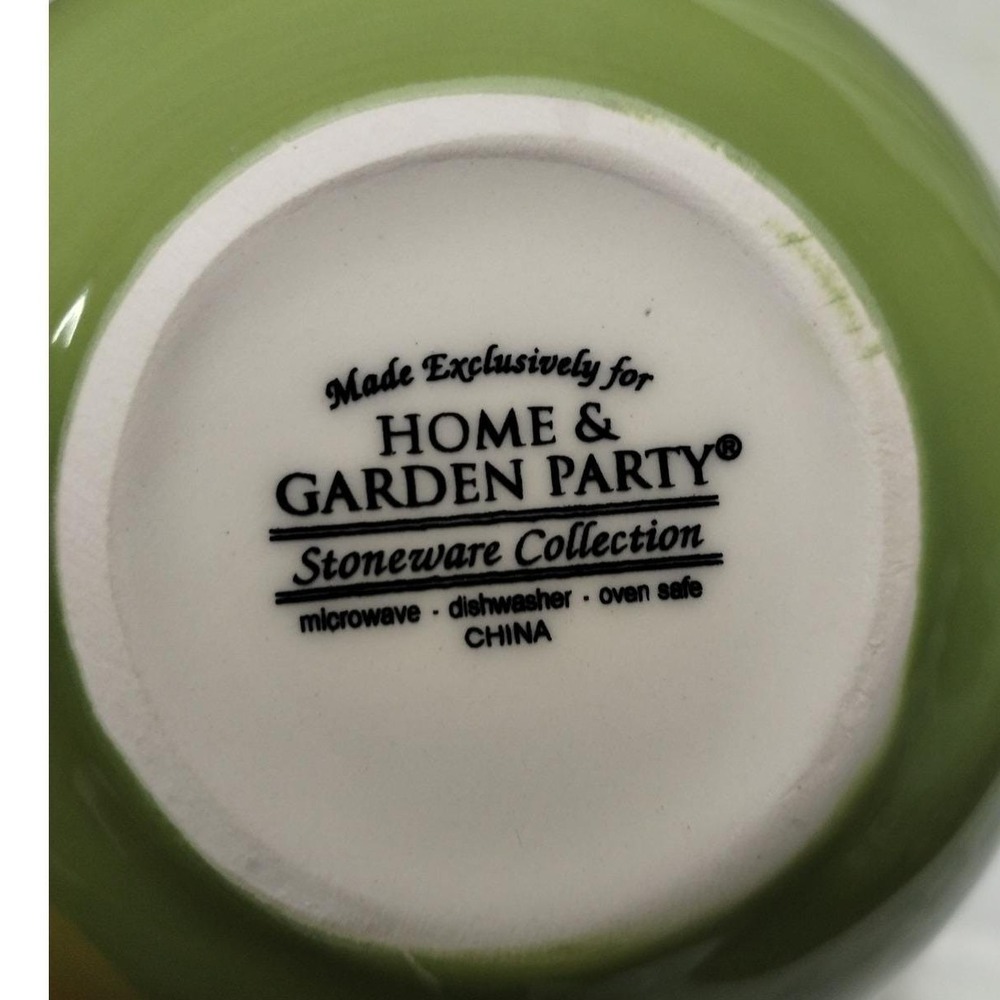 Made Exclusively for
HOME &
GARDEN PARTY®
Stoneware Collection
microwave · dishwasher · oven safe
CHINA